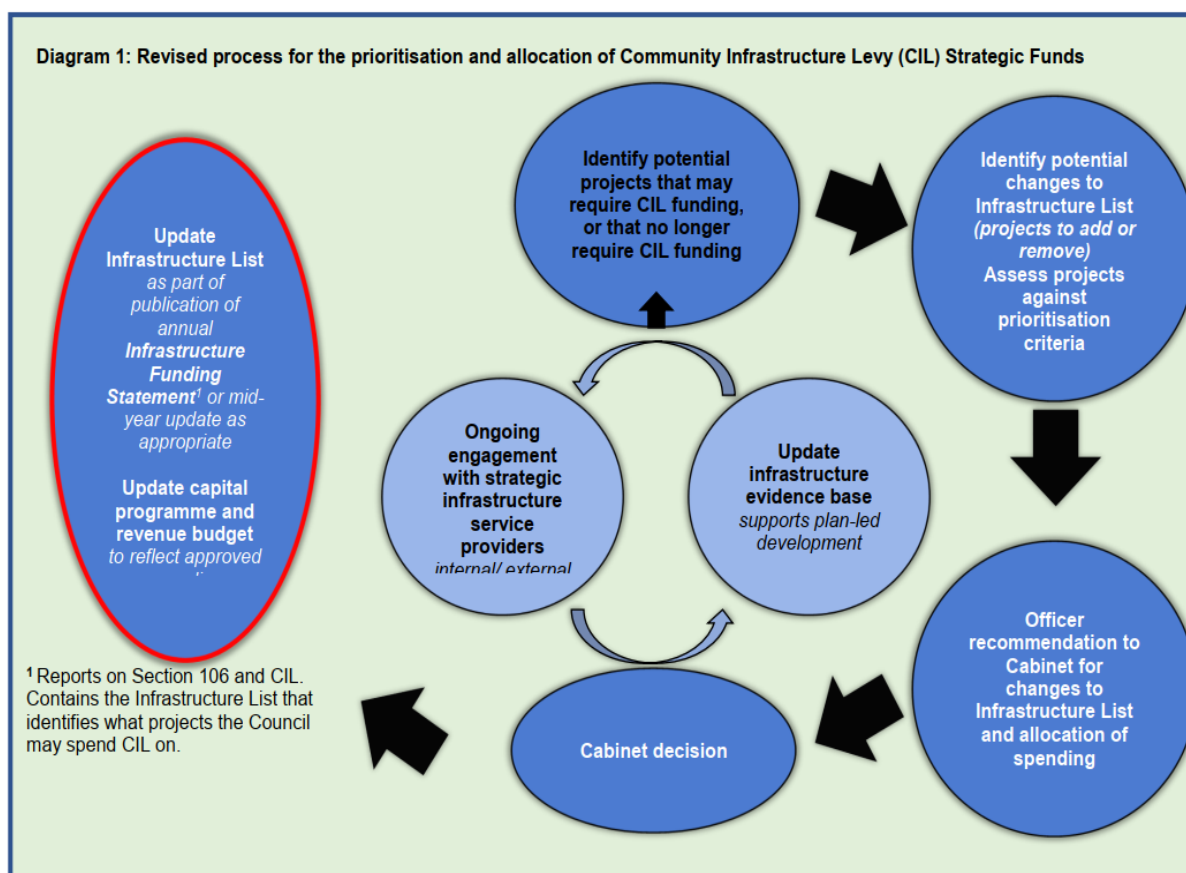 Diagram 1: Revised process for the prioritisation and allocation of Community Infrastructure Levy (CIL) Strategic Funds
Identify potential
projects that may
require CIL funding,
or that no longer
require CIL funding
Identify potential
changes to
Infrastructure List
(projects to add or
remove)
Assess projects
against
prioritisation
criteria
Officer
recommendation to
Cabinet for
changes to
Infrastructure List
and allocation of
spending
Cabinet decision
Update
Infrastructure List
as part of
publication of
annual
Infrastructure
Funding
Statement¹ or mid-
year update as
appropriate
Update capital
programme and
revenue budget
to reflect approved
Ongoing
engagement
with strategic
infrastructure
service
providers
internal/ external
Update
infrastructure
evidence base
supports plan-led
development
¹ Reports on Section 106 and CIL.
Contains the Infrastructure List that
identifies what projects the Council
may spend CIL on.